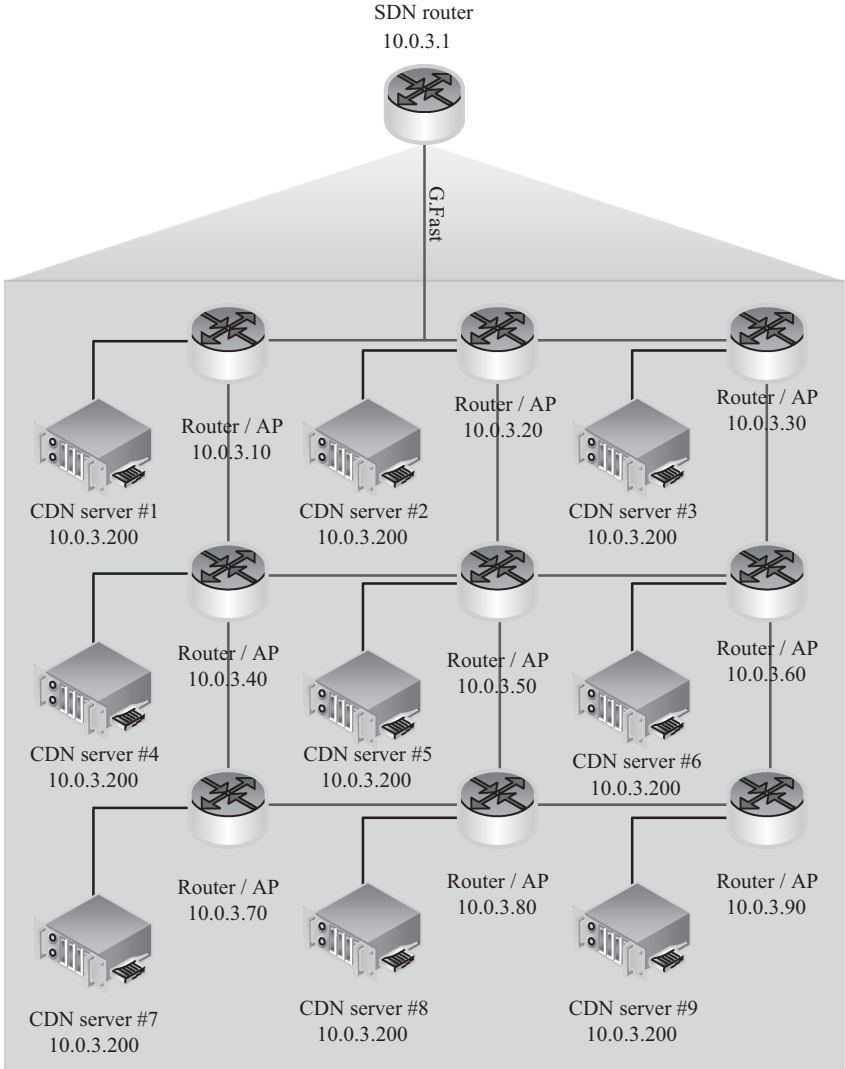 SDN router
10.0.3.1
G.Fast
Router / AP
10.0.3.10
Router / AP
10.0.3.20
Router / AP
10.0.3.30
CDN server #1
10.0.3.200
CDN server #2
10.0.3.200
CDN server #3
10.0.3.200
Router / AP
10.0.3.40
Router / AP
10.0.3.50
Router / AP
10.0.3.60
CDN server #4
10.0.3.200
CDN server #5
10.0.3.200
CDN server #6
10.0.3.200
Router / AP
10.0.3.70
Router / AP
10.0.3.80
Router / AP
10.0.3.90
CDN server #7
10.0.3.200
CDN server #8
10.0.3.200
CDN server #9
10.0.3.200